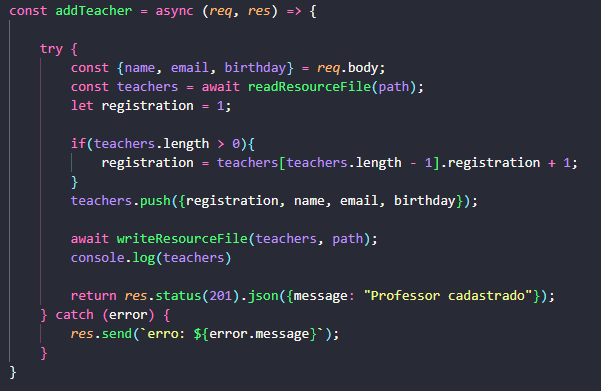 const addTeacher = async (req, res) => {
try {
const {name, email, birthday} = req.body;
const teachers = await readResourceFile(path);
let registration = 1;
if(teachers.length > 0){
registration = teachers[teachers.length - 1].registration + 1;
}
teachers.push({registration, name, email, birthday});
await writeResourceFile(teachers, path);
console.log(teachers)
return res.status(201).json({message: "Professor cadastrado"});
} catch (error) {
res.send(`erro: ${error.message}`);
}
}